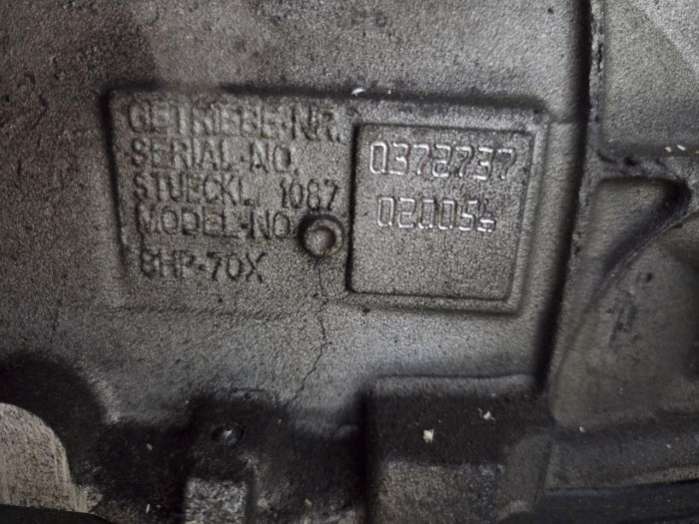 GETRIEBE-NR.
SERIAL-NO.
0372737
STUECKL. 1087
020056
MODEL-NO
8HP-70X